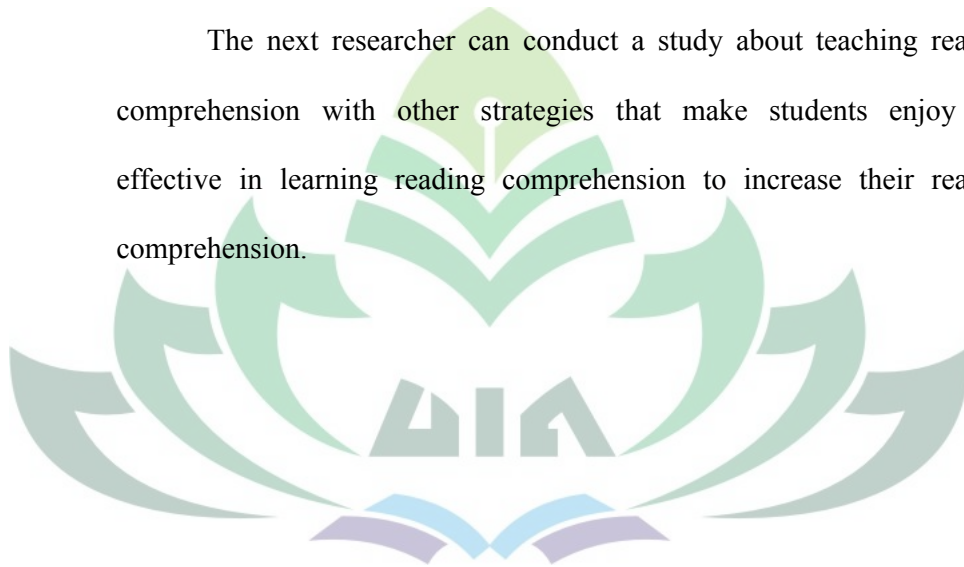 The next researcher can conduct a study about teaching rea
comprehension with other strategies that make students enjoy
effective in learning reading comprehension to increase their rea
comprehension.
UIN